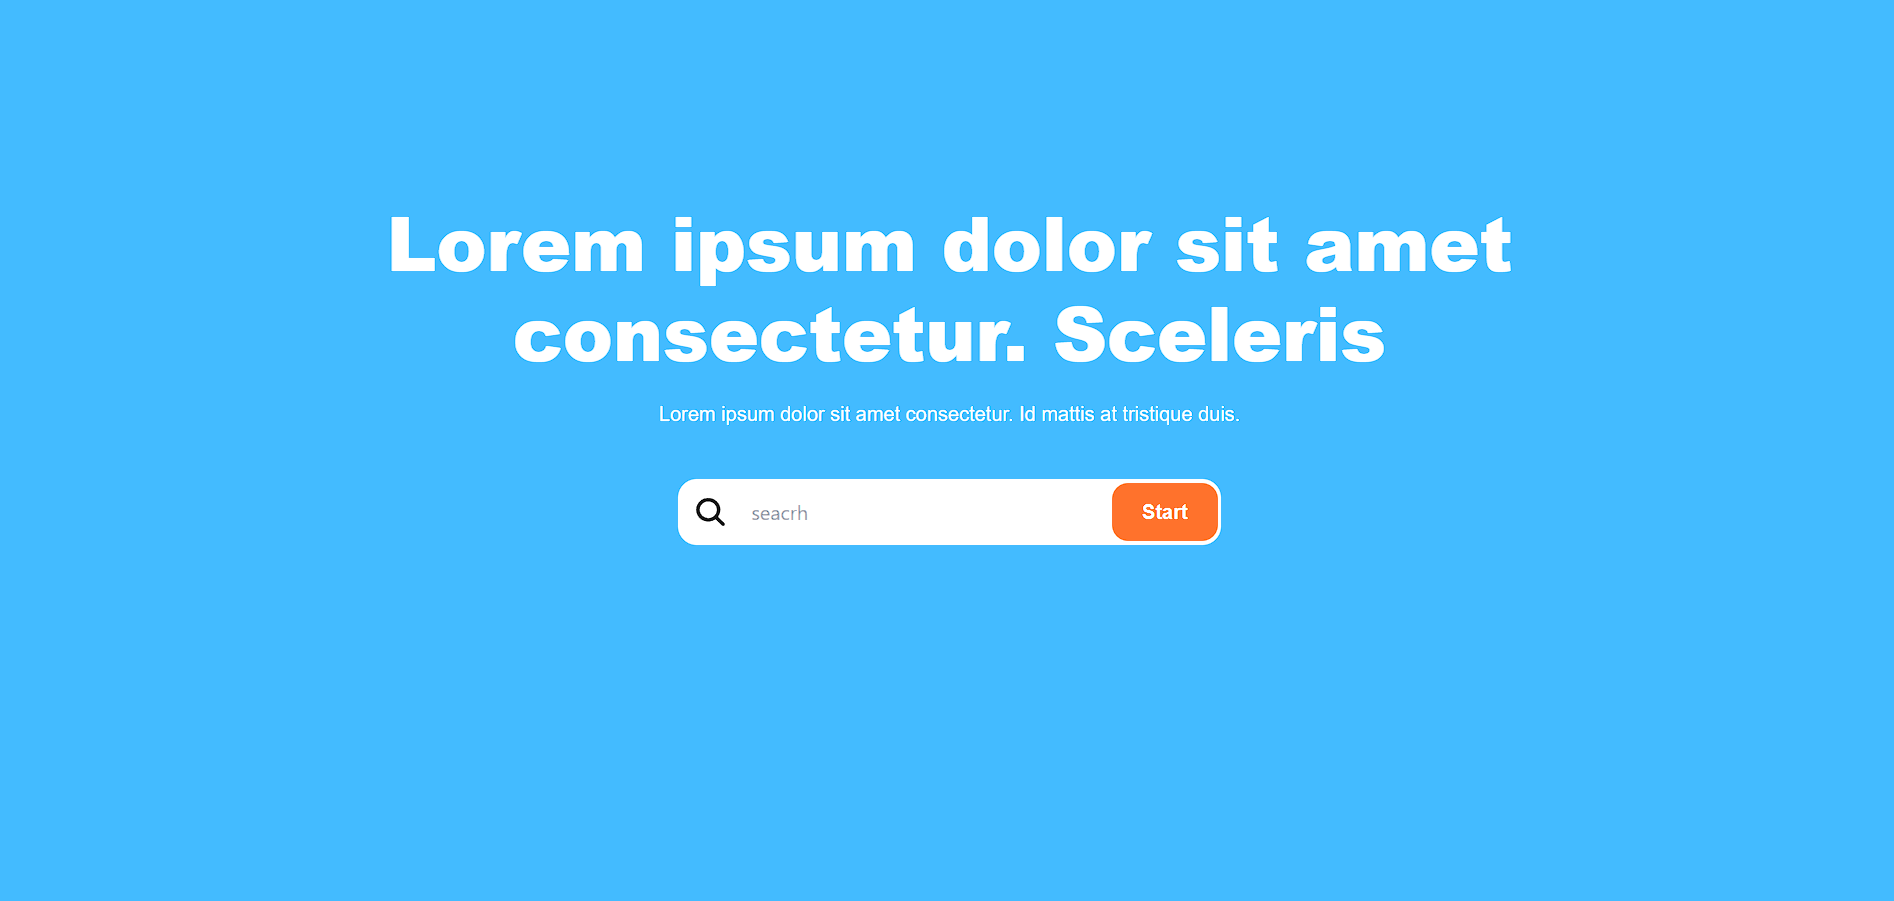 Lorem ipsum dolor sit amet
consectetur. Sceleris
Lorem ipsum dolor sit amet consectetur. Id mattis at tristique duis.
seacrh
Start